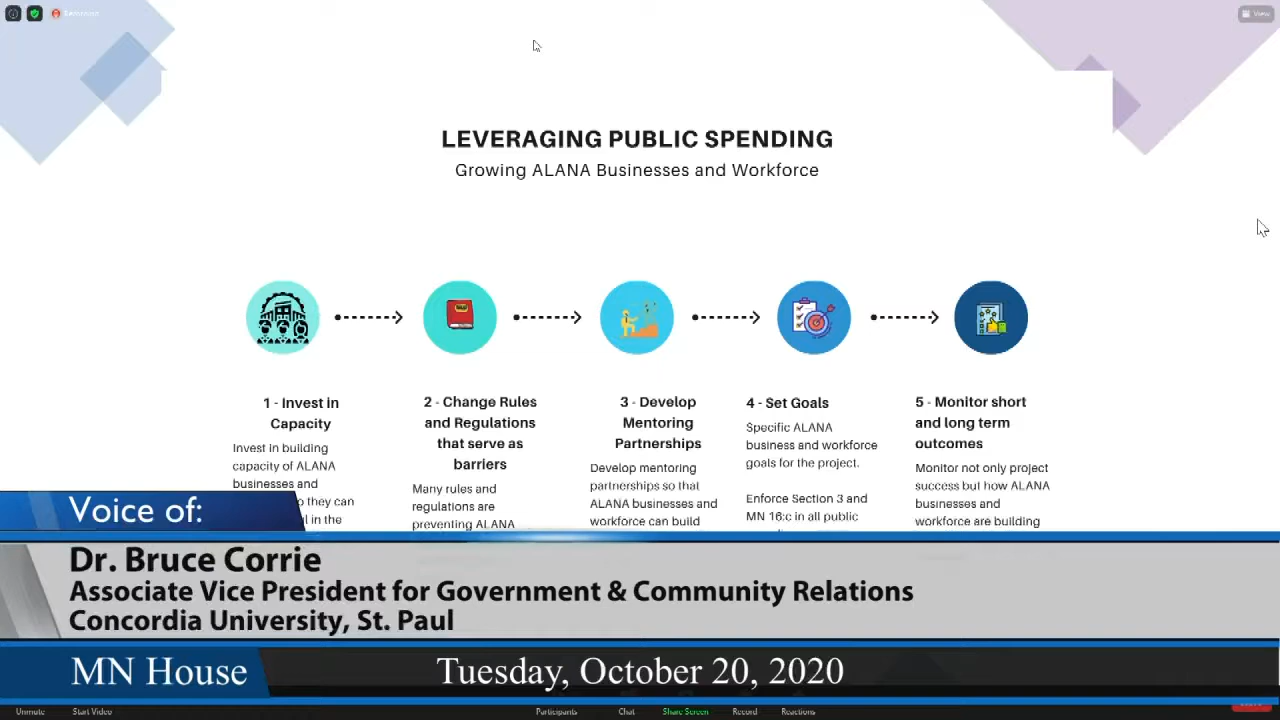 View
LEVERAGING PUBLIC SPENDING
Growing ALANA Businesses and Workforce
1 - Invest in
Capacity
Invest in building
capacity of ALANA
businesses and
they can
in the
2 - Change Rules
and Regulations
that serve as
barriers
Many rules and
regulations are
preventing ALANA
3 - Develop
Mentoring
Partnerships
Develop mentoring
partnerships so that
ALANA businesses and
workforce can build
4 - Set Goals
Specific ALANA
business and workforce
goals for the project.
Enforce Section 3 and
MN 16:c in all public
5 - Monitor short
and long term
outcomes
Monitor not only project
success but how ALANA
businesses and
workforce are building
Voice of:
Dr. Bruce Corrie
Associate Vice President for Government & Community Relations
Concordia University, St. Paul
MN House
Tuesday, October 20, 2020
Unmute Start Video Participants Chat Share Screen Record Reactions